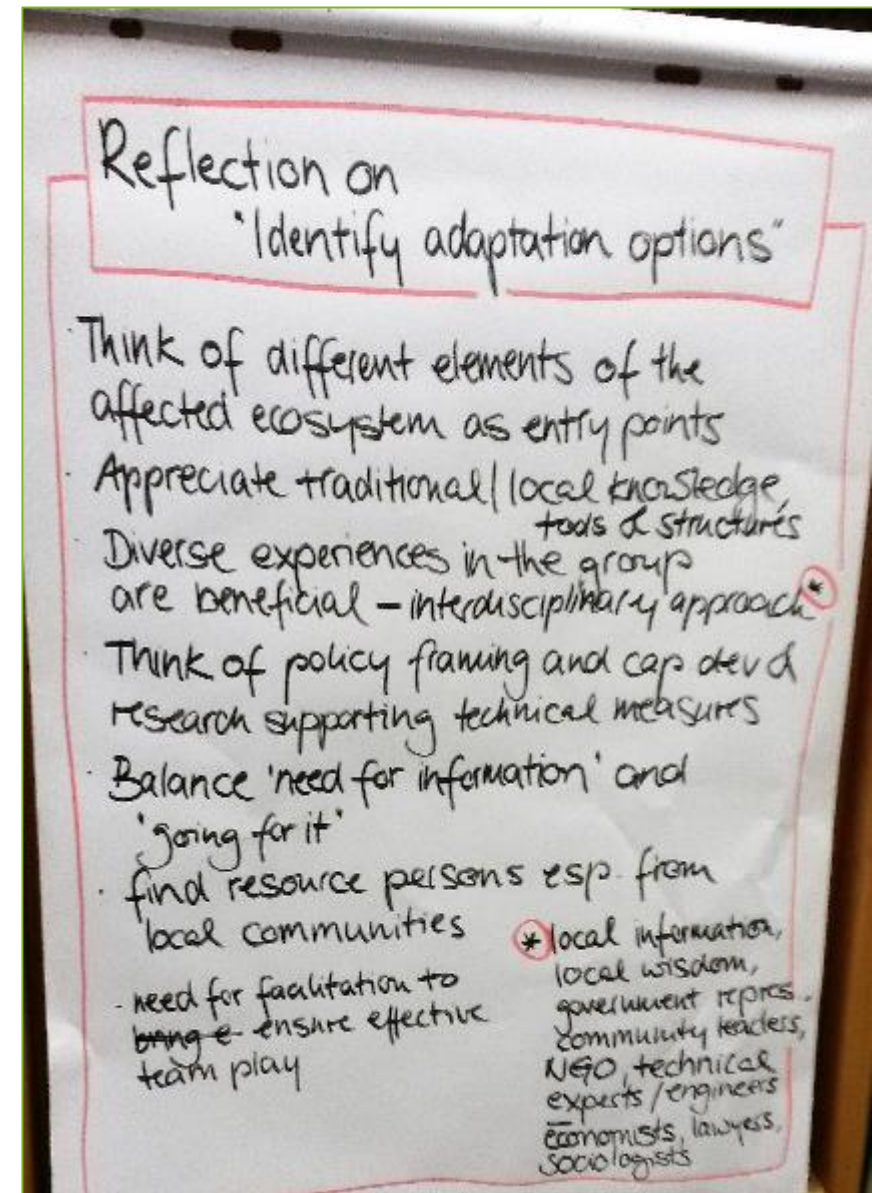 Reflection on
"Identify adaptation options"
· Think of different elements of the
affected ecosystem as entry points
· Appreciate traditional/local knowledge,
tools & structures
Diverse experiences in the group
are beneficial – interdisciplinary approach *
· Think of policy framing and cap dev &
research supporting technical measures
· Balance 'need for information' and
'going for it'
· find resource persons esp. from
local communities
· need for facilitation to
bring e ensure effective
team play
* local information,
local wisdom,
government repres.
community leaders,
NGO, technical
experts/engineers
economists, lawyers,
sociologists